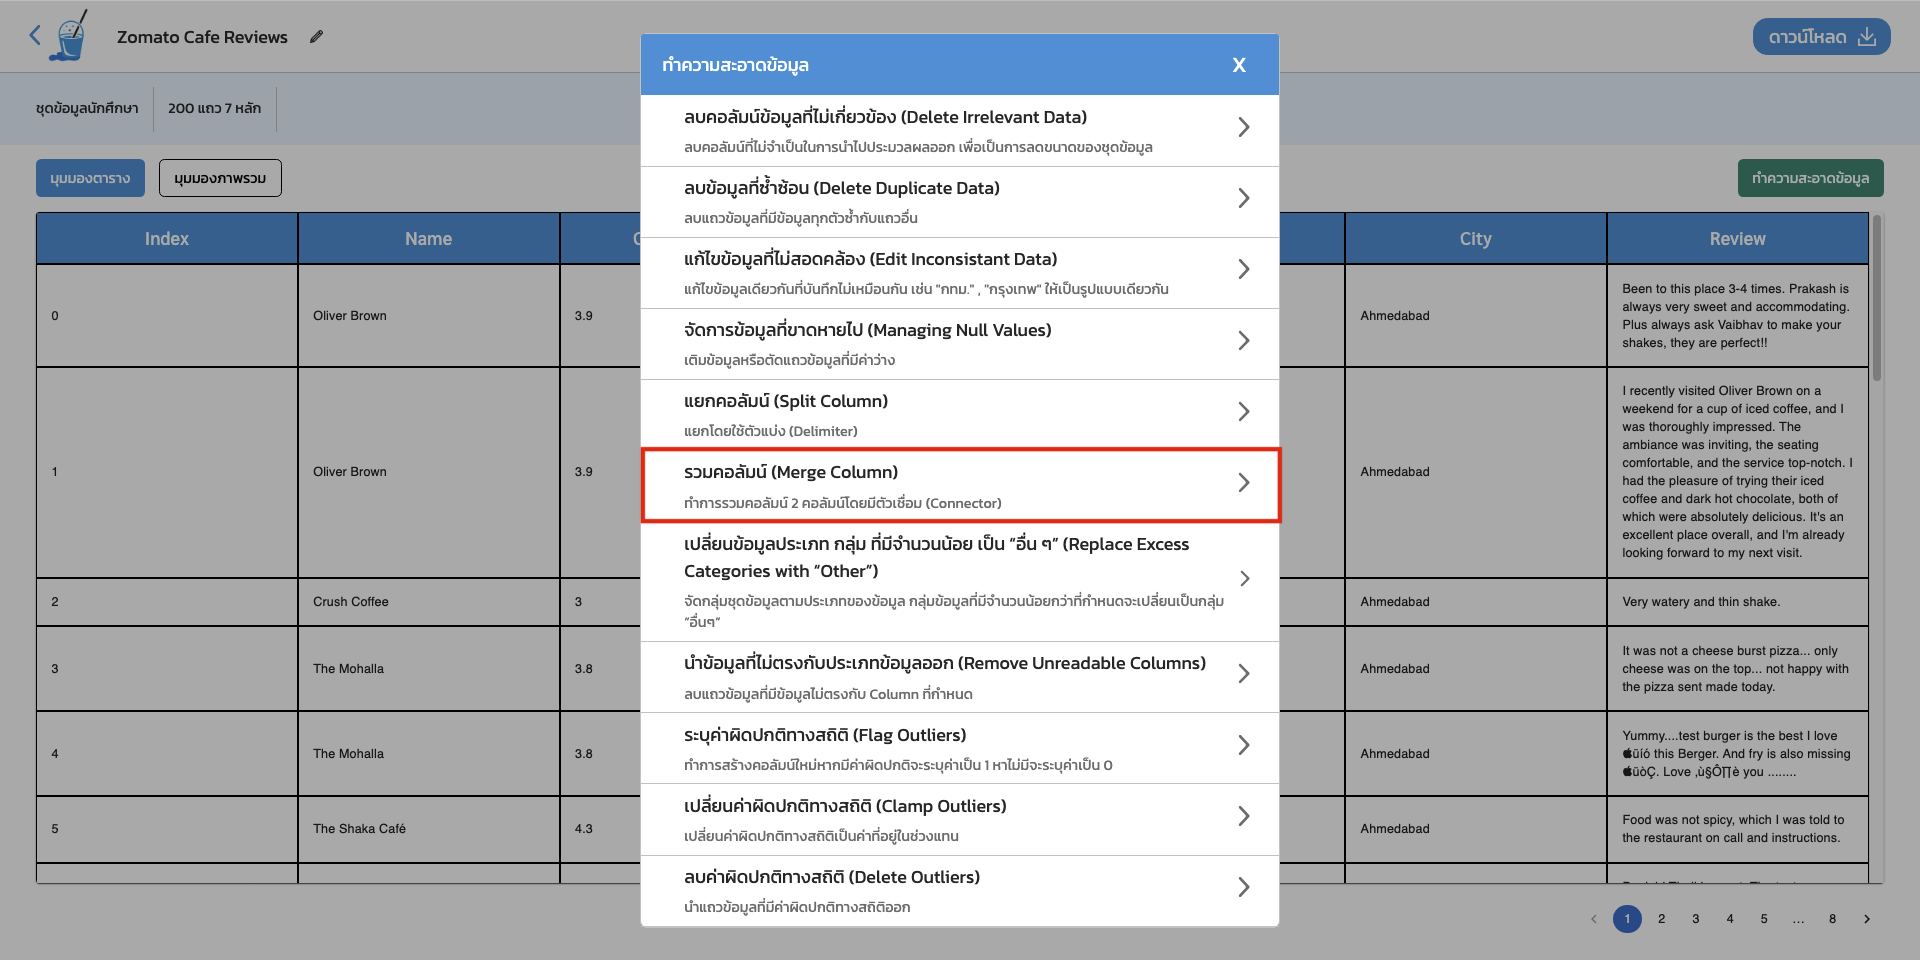 Zomato Cafe Reviews
ดาวน์โหลด
ชุดข้อมูลนักศึกษา
200 แถว 7 หลัก
มุมมองตาราง
มุมมองภาพรวม
ทำความสะอาดข้อมูล
ทำความสะอาดข้อมูล
X
ลบคอลัมน์ข้อมูลที่ไม่เกี่ยวข้อง (Delete Irrelevant Data)
ลบคอลัมน์ที่ไม่จำเป็นในการนำไปประมวลผลออก เพื่อเป็นการลดขนาดของชุดข้อมูล
ลบข้อมูลที่ซ้ำซ้อน (Delete Duplicate Data)
ลบแถวข้อมูลที่มีข้อมูลทุกตัวซ้ำกับแถวอื่น
แก้ไขข้อมูลที่ไม่สอดคล้อง (Edit Inconsistant Data)
แก้ไขข้อมูลเดียวกันที่บันทึกไม่เหมือนกัน เช่น "กทม." , "กรุงเทพ" ให้เป็นรูปแบบเดียวกัน
จัดการข้อมูลที่ขาดหายไป (Managing Null Values)
เติมข้อมูลหรือตัดแถวข้อมูลที่มีค่าว่าง
แยกคอลัมน์ (Split Column)
แยกโดยใช้ตัวแบ่ง (Delimiter)
รวมคอลัมน์ (Merge Column)
ทำการรวมคอลัมน์ 2 คอลัมน์โดยมีตัวเชื่อม (Connector)
เปลี่ยนข้อมูลประเภท กลุ่ม ที่มีจำนวนน้อย เป็น “อื่น ๆ” (Replace Excess
Categories with “Other”)
จัดกลุ่มชุดข้อมูลตามประเภทของข้อมูล กลุ่มข้อมูลที่มีจำนวนน้อยกว่าที่กำหนดจะเปลี่ยนเป็นกลุ่ม
“อื่นๆ”
นำข้อมูลที่ไม่ตรงกับประเภทข้อมูลออก (Remove Unreadable Columns)
ลบแถวข้อมูลที่มีข้อมูลไม่ตรงกับ Column ที่กำหนด
ระบุค่าผิดปกติทางสถิติ (Flag Outliers)
ทำการสร้างคอลัมน์ใหม่หากมีค่าผิดปกติจะระบุค่าเป็น 1 หาไม่มีจะระบุค่าเป็น 0
เปลี่ยนค่าผิดปกติทางสถิติ (Clamp Outliers)
เปลี่ยนค่าผิดปกติทางสถิติเป็นค่าที่อยู่ในช่วงแทน
ลบค่าผิดปกติทางสถิติ (Delete Outliers)
นำแถวข้อมูลที่มีค่าผิดปกติทางสถิติออก
Index
Name
City
Review
0
Oliver Brown
3.9
Ahmedabad
Been to this place 3-4 times. Prakash is
always very sweet and accommodating.
Plus always ask Vaibhav to make your
shakes, they are perfect!!
1
Oliver Brown
3.9
Ahmedabad
I recently visited Oliver Brown on a
weekend for a cup of iced coffee, and I
was thoroughly impressed. The
ambiance was inviting, the seating
comfortable, and the service top-notch. I
had the pleasure of trying their iced
coffee and dark hot chocolate, both of
which were absolutely delicious. It's an
excellent place overall, and I'm already
looking forward to my next visit.
2
Crush Coffee
3
Ahmedabad
Very watery and thin shake.
3
The Mohalla
3.8
Ahmedabad
It was not a cheese burst pizza... only
cheese was on the top... not happy with
the pizza sent made today.
4
The Mohalla
3.8
Ahmedabad
Yummy....test burger is the best I love
üíó this Berger. And fry is also missing
üòÇ. Love ‚ù§Ô∏è you ........
5
The Shaka Café
4.3
Ahmedabad
Food was not spicy, which I was told to
the restaurant on call and instructions.
1 2 3 4 5 ... 8